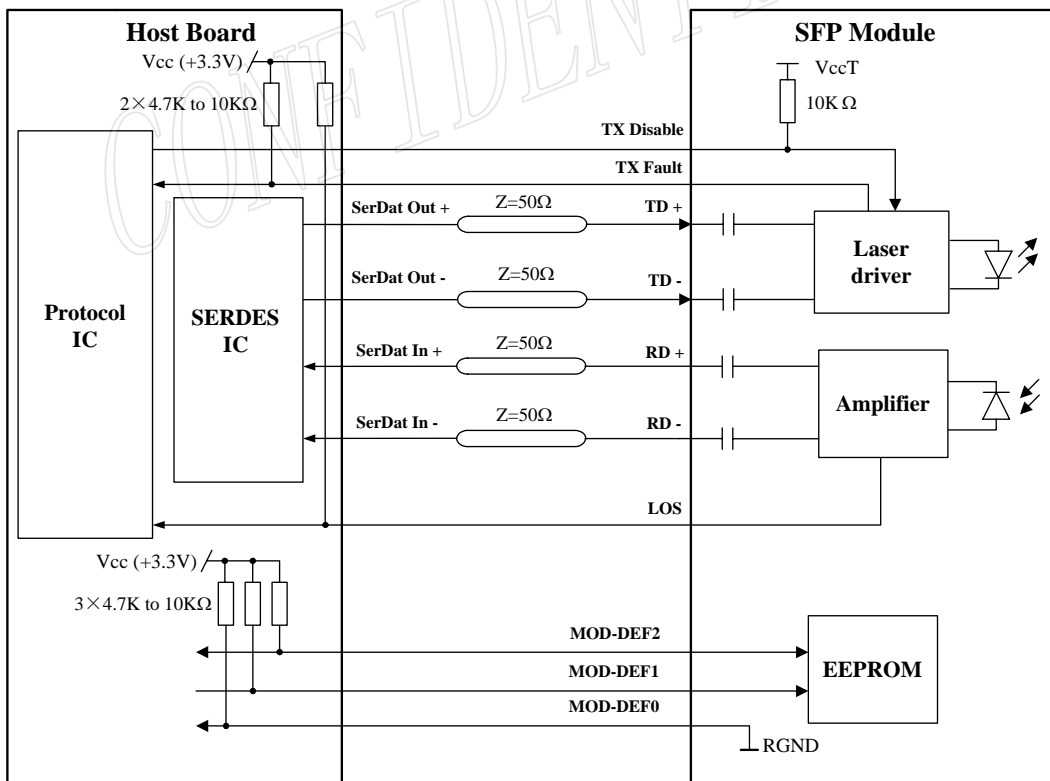 CONFIDENT
Host Board
SFP Module
Vcc (+3.3V)
VccT
2×4.7K to 10KΩ
10KΩ
TX Disable
TX Fault
SerDat Out +
Z=50Ω
TD +
Laser
driver
SerDat Out -
Z=50Ω
TD -
Protocol
IC
SERDES
IC
SerDat In +
Z=50Ω
RD +
Amplifier
SerDat In -
Z=50Ω
RD -
LOS
Vcc (+3.3V)
3×4.7K to 10KΩ
MOD-DEF2
EEPROM
MOD-DEF1
MOD-DEF0
RGND